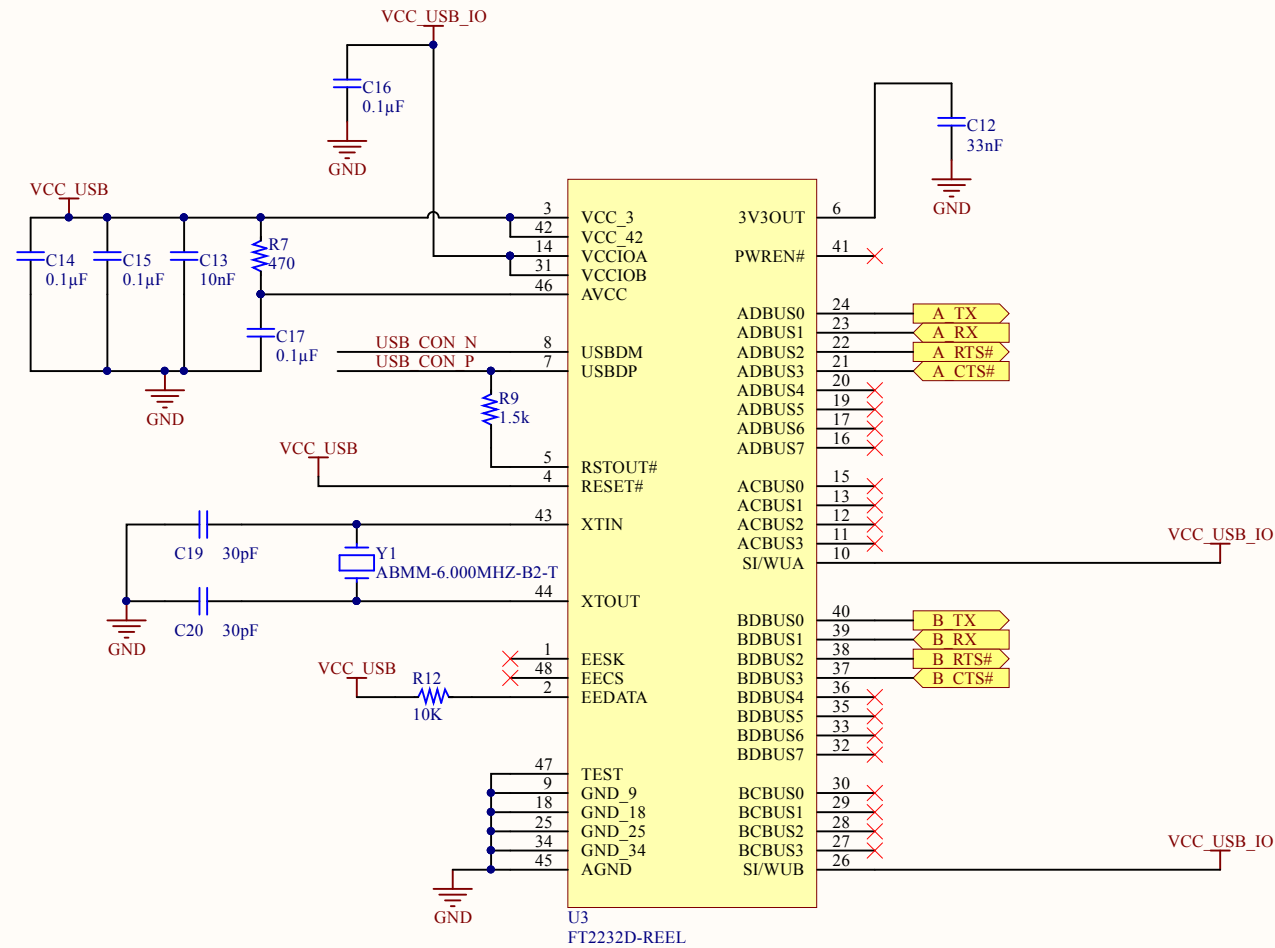 VCC_USB_IO
C16
0.1µF
GND
C12
33nF
GND
VCC_USB
C14
0.1µF
C15
0.1µF
C13
10nF
R7
470
C17
0.1µF
GND
3 VCC_3
42 VCC_42
14 VCCIOA
31 VCCIOB
46 AVCC
USB_CON_N 8 USBDM
USB_CON_P 7 USBDP
R9
1.5k
VCC_USB
5 RSTOUT#
4 RESET#
43 XTIN
C19 30pF
Y1
ABMM-6.000MHZ-B2-T
44 XTOUT
C20 30pF
GND
1 EESK
48 EECS
2 EEDATA
VCC_USB
R12
10K
47 TEST
9 GND_9
18 GND_18
25 GND_25
34 GND_34
45 AGND
GND
3V3OUT 6
PWREN# 41
ADBUS0 24 A_TX
ADBUS1 23 A_RX
ADBUS2 22 A_RTS#
ADBUS3 21 A_CTS#
ADBUS4 20
ADBUS5 19
ADBUS6 17
ADBUS7 16
ACBUS0 15
ACBUS1 13
ACBUS2 12
ACBUS3 11
SI/WUA 10
VCC_USB_IO
BDBUS0 40 B_TX
BDBUS1 39 B_RX
BDBUS2 38 B_RTS#
BDBUS3 37 B_CTS#
BDBUS4 36
BDBUS5 35
BDBUS6 33
BDBUS7 32
BCBUS0 30
BCBUS1 29
BCBUS2 28
BCBUS3 27
SI/WUB 26
VCC_USB_IO
U3
FT2232D-REEL